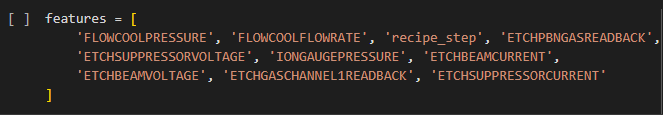 [ ] features = [
'FLOWCOOLPRESSURE', 'FLOWCOOLFLOWRATE', 'recipe_step', 'ETCHPBNGASREADBACK',
'ETCHSUPPRESSORVOLTAGE', 'IONGAUGEPRESSURE', 'ETCHBEAMCURRENT',
'ETCHBEAMVOLTAGE', 'ETCHGASCHANNEL1READBACK', 'ETCHSUPPRESSORCURRENT'
]